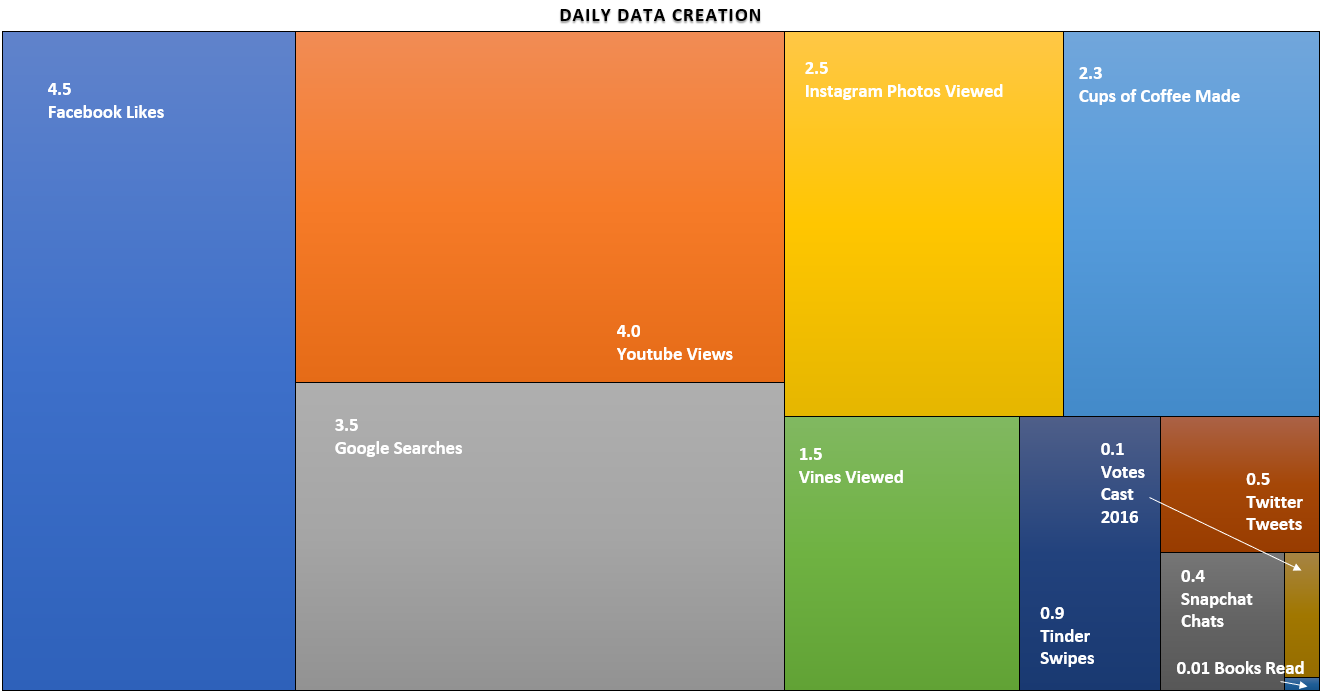 DAILY DATA CREATION
4.5
Facebook Likes
4.0
Youtube Views
3.5
Google Searches
2.5
Instagram Photos Viewed
2.3
Cups of Coffee Made
1.5
Vines Viewed
0.9
Tinder
Swipes
0.1
Votes
Cast
2016
0.5
Twitter
Tweets
0.4
Snapchat
Chats
0.01 Books Read